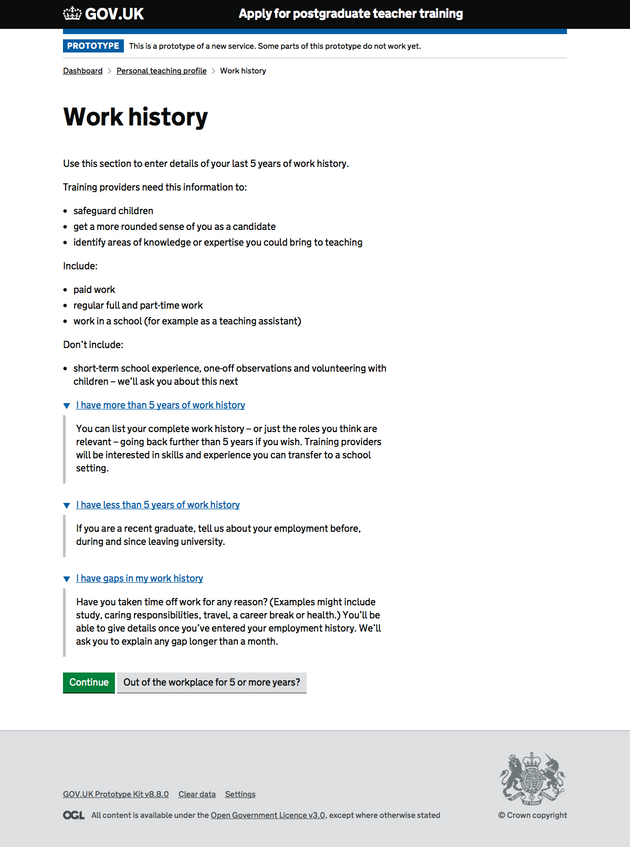 GOV.UK
Apply for postgraduate teacher training
PROTOTYPE This is a prototype of a new service. Some parts of this prototype do not work yet.
Dashboard > Personal teaching profile > Work history
Work history
Use this section to enter details of your last 5 years of work history.
Training providers need this information to:
• safeguard children
• get a more rounded sense of you as a candidate
• identify areas of knowledge or expertise you could bring to teaching
Include:
• paid work
• regular full and part-time work
• work in a school (for example as a teaching assistant)
Don’t include:
• short-term school experience, one-off observations and volunteering with
children – we’ll ask you about this next
▼ I have more than 5 years of work history
You can list your complete work history – or just the roles you think are
relevant – going back further than 5 years if you wish. Training providers
will be interested in skills and experience you can transfer to a school
setting.
▼ I have less than 5 years of work history
If you are a recent graduate, tell us about your employment before,
during and since leaving university.
▼ I have gaps in my work history
Have you taken time off work for any reason? (Examples might include
study, caring responsibilities, travel, a career break or health.) You’ll be
able to give details once you’ve entered your employment history. We’ll
ask you to explain any gap longer than a month.
Continue
Out of the workplace for 5 or more years?
GOV.UK Prototype Kit v8.8.0 Clear data Settings
OGL All content is available under the Open Government Licence v3.0, except where otherwise stated
© Crown copyright